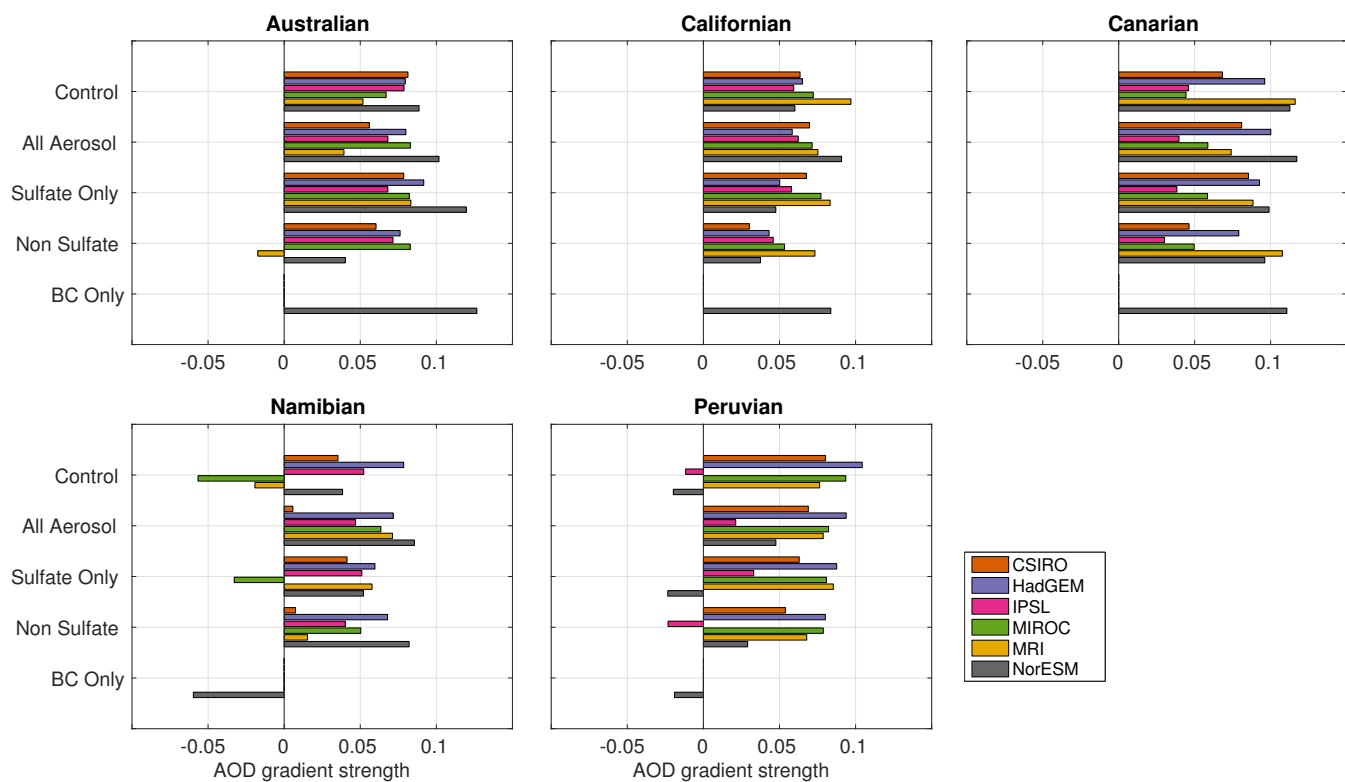 Australian
Californian
Canarian
Control
All Aerosol
Sulfate Only
Non Sulfate
BC Only
-0.05 0 0.05 0.1
-0.05 0 0.05 0.1
-0.05 0 0.05 0.1
Namibian
Peruvian
Control
All Aerosol
Sulfate Only
Non Sulfate
BC Only
-0.05 0 0.05 0.1
AOD gradient strength
-0.05 0 0.05 0.1
AOD gradient strength
CSIRO
HadGEM
IPSL
MIROC
MRI
NorESM